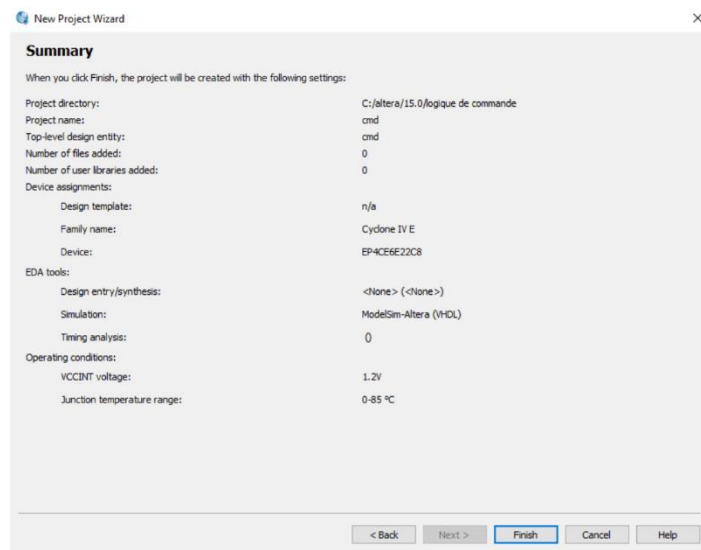 New Project Wizard
Summary
When you click Finish, the project will be created with the following settings:
Project directory: C:/altera/15.0/logique de commande
Project name: cmd
Top-level design entity: cmd
Number of files added: 0
Number of user libraries added: 0
Device assignments:
Design template: n/a
Family name: Cyclone IV E
Device: EP4CE6E22C8
EDA tools:
Design entry/synthesis: <None> (<None>)
Simulation: ModelSim-Altera (VHDL)
Timing analysis: ()
Operating conditions:
VCCINT voltage: 1.2V
Junction temperature range: 0-85 ºC
< Back Next > Finish Cancel Help